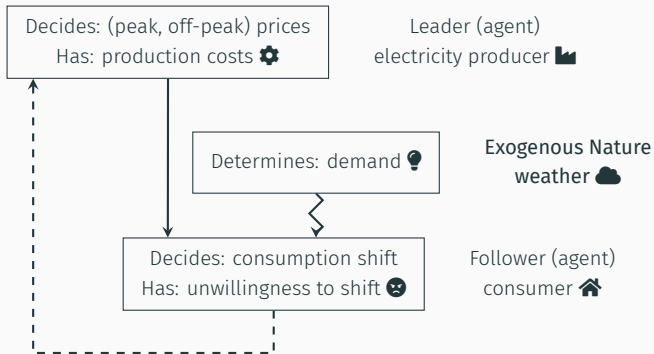 Decides: (peak, off-peak) prices
Has: production costs
Leader (agent)
electricity producer
Determines: demand
Exogenous Nature
weather
Decides: consumption shift
Has: unwillingness to shift
Follower (agent)
consumer